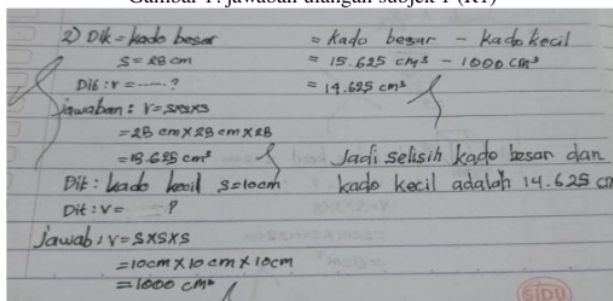 Gambar 1: jawaban ulangan subjek 1 (R1)
2) Dik = kado besar
S = 28 cm
Dit : V = ...... ?
jawaban : V = SXSXS
= 28 cm X 28 cm X 28
= 15.625 cm³
Dik : kado kecil S = 10 cm
Dit : V = ?
Jawab : V = S X S X S
= 10 cm X 10 cm X 10 cm
= 1000 cm³
= Kado besar - kado kecil
= 15.625 cm³ - 1000 cm³
= 14.625 cm³
Jadi selisih kado besar dan
kado kecil adalah 14.625 cm
SIDU